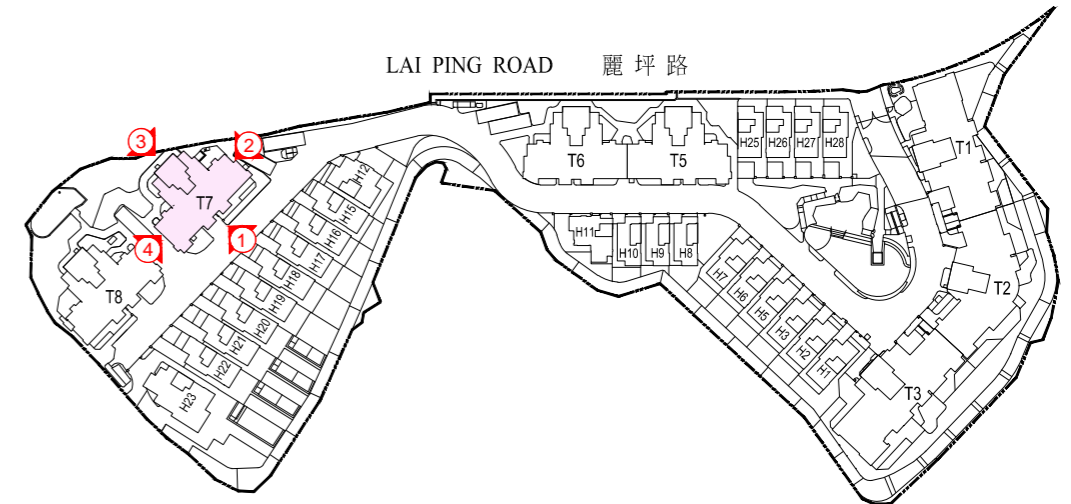 LAI PING ROAD 麗坪路
3
2
T7
1
4
T8
H12
H15
H16
H17
H18
H19
H20
H21
H22
H23
T6
T5
H25
H26
H27
H28
T1
H11
H10
H9
H8
H7
H6
H5
H3
H2
H1
T2
T3